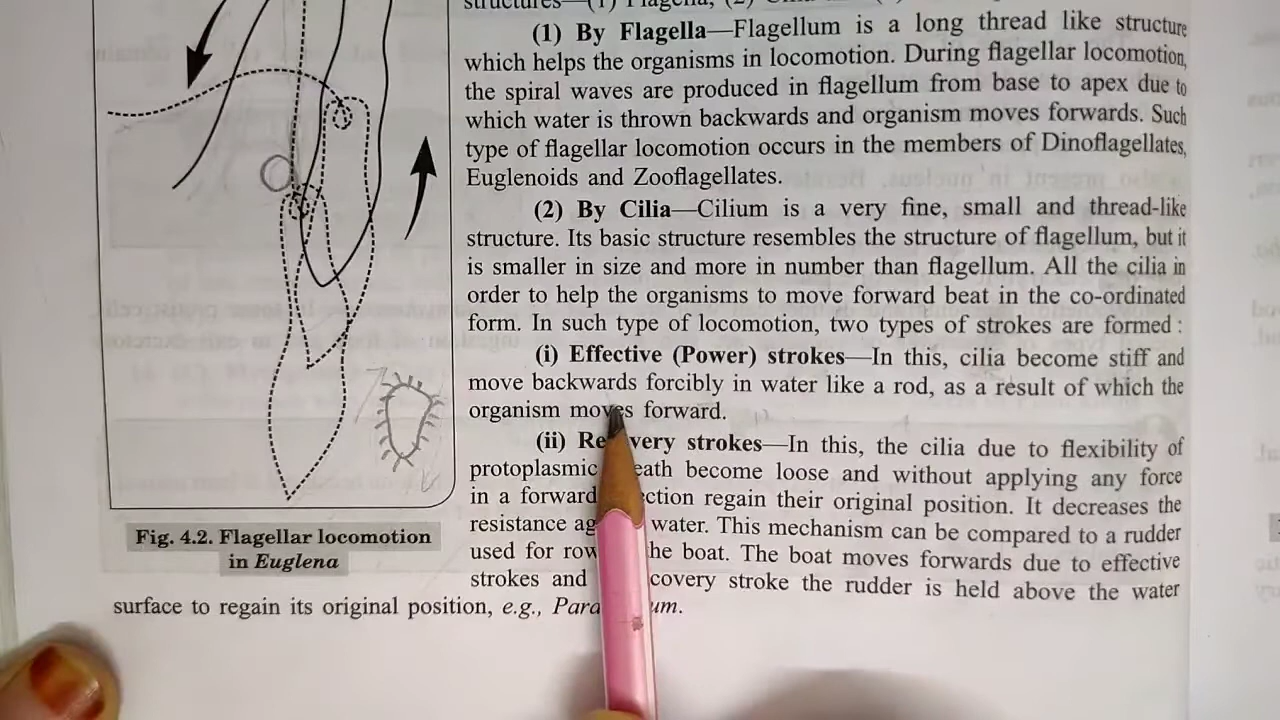 (1) By Flagella—Flagellum is a long thread like structure
which helps the organisms in locomotion. During flagellar locomotion,
the spiral waves are produced in flagellum from base to apex due to
which water is thrown backwards and organism moves forwards. Such
type of flagellar locomotion occurs in the members of Dinoflagellates,
Euglenoids and Zooflagellates.
(2) By Cilia—Cilium is a very fine, small and thread-like
structure. Its basic structure resembles the structure of flagellum, but it
is smaller in size and more in number than flagellum. All the cilia in
order to help the organisms to move forward beat in the co-ordinated
form. In such type of locomotion, two types of strokes are formed :
(i) Effective (Power) strokes—In this, cilia become stiff and
move backwards forcibly in water like a rod, as a result of which the
organism moves forward.
(ii) Recovery strokes—In this, the cilia due to flexibility of
protoplasmic become loose and without applying any force
in a forward regain their original position. It decreases the
resistance water. This mechanism can be compared to a rudder
used for the boat. The boat moves forwards due to effective
strokes and stroke the rudder is held above the water
surface to regain its original position, e.g.,
Fig. 4.2. Flagellar locomotion
in Euglena